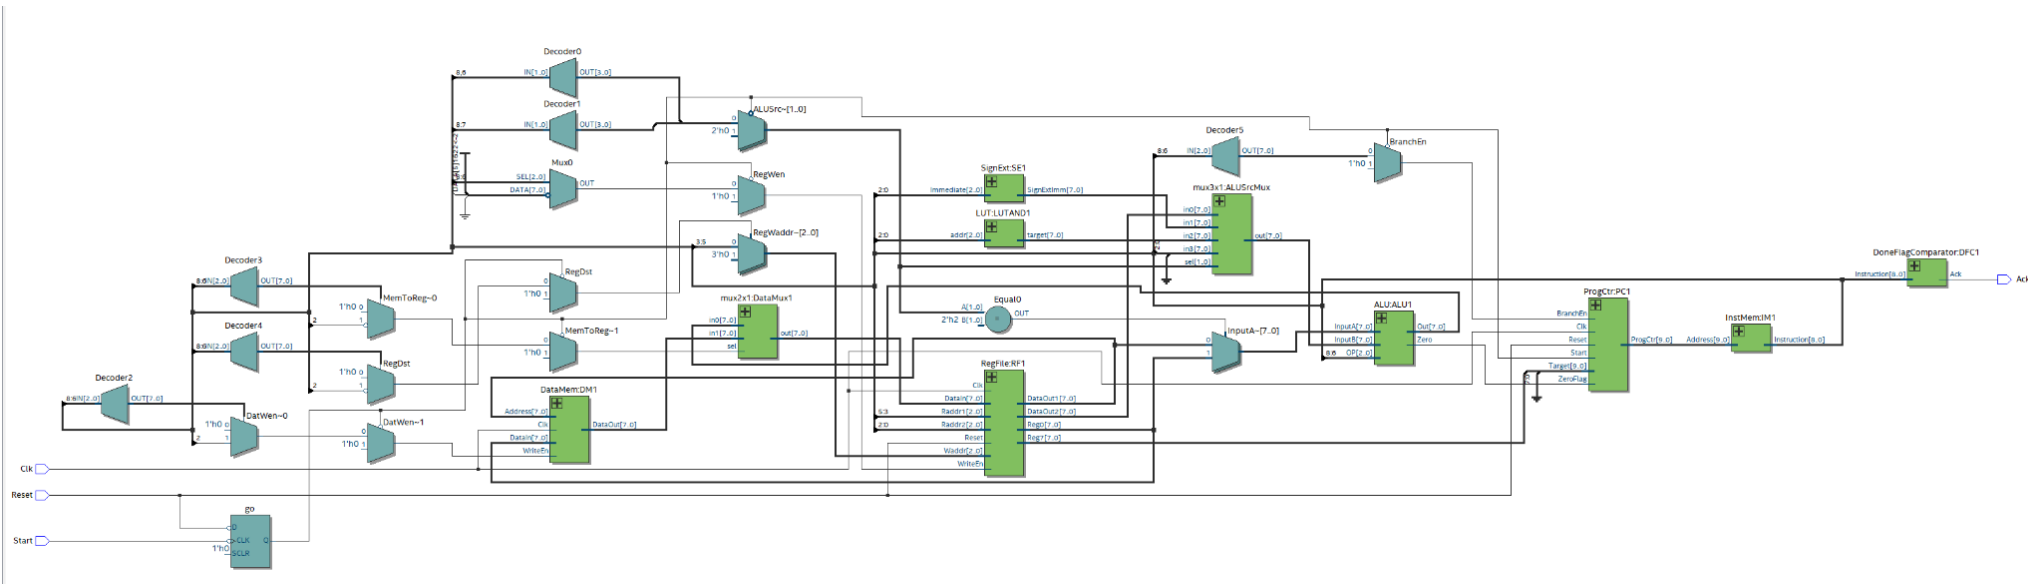 Decoder0
8:6
IN[1..0]
OUT[3..0]
Decoder1
8:7
IN[1..0]
OUT[3..0]
ALUSrc~[1..0]
0
2'h0 1
Mux0
SEL[2..0]
DATA[7..0]
OUT
RegWen
0
1'h0 1
RegWaddr~[2..0]
3:5
0
3'h0 1
Decoder3
8:6
IN[2..0]
OUT[7..0]
MemToReg~0
1'h0 0
2
1
RegDst
0
1'h0 1
Decoder4
8:6
IN[2..0]
OUT[7..0]
RegDst
1'h0 0
2
1
MemToReg~1
0
1'h0 1
mux2x1:DataMux1
in0[7..0]
in1[7..0]
sel
out[7..0]
Decoder2
8:6
IN[2..0]
OUT[7..0]
DatWen~0
1'h0 0
2
1
DatWen~1
0
1'h0 1
DataMem:DM1
Address[7..0]
Clk
DataIn[7..0]
WriteEn
DataOut[7..0]
SignExt:SE1
2:0
Immediate[2..0]
SignExtImm[7..0]
LUT:LUTAND1
2:0
addr[2..0]
target[7..0]
Decoder5
8:6
IN[2..0]
OUT[7..0]
mux3x1:ALUSrcMux
in0[7..0]
in1[7..0]
in2[7..0]
in3[7..0]
sel[1..0]
out[7..0]
BranchEn
0
1'h0 1
Equal0
A[1..0]
2'h2 B[1..0]
OUT
InputA~[7..0]
0
1
RegFile:RF1
Clk
DataIn[7..0]
5:3
Raddr1[2..0]
2:0
Raddr2[2..0]
Reset
Waddr[2..0]
WriteEn
DataOut1[7..0]
DataOut2[7..0]
Reg0[7..0]
Reg7[7..0]
ALU:ALU1
InputA[7..0]
InputB[7..0]
8:6
OP[2..0]
Out[7..0]
Zero
ProgCtr:PC1
BranchEn
Clk
Reset
Start
Target[9..0]
ZeroFlag
7:0
ProgCtr[9..0]
InstMem:IM1
Address[9..0]
Instruction[8..0]
DoneFlagComparator:DFC1
Instruction[8..0]
Ack
Ack
Clk
Reset
Start
go
D
CLK
1'h0
SCLR
Q